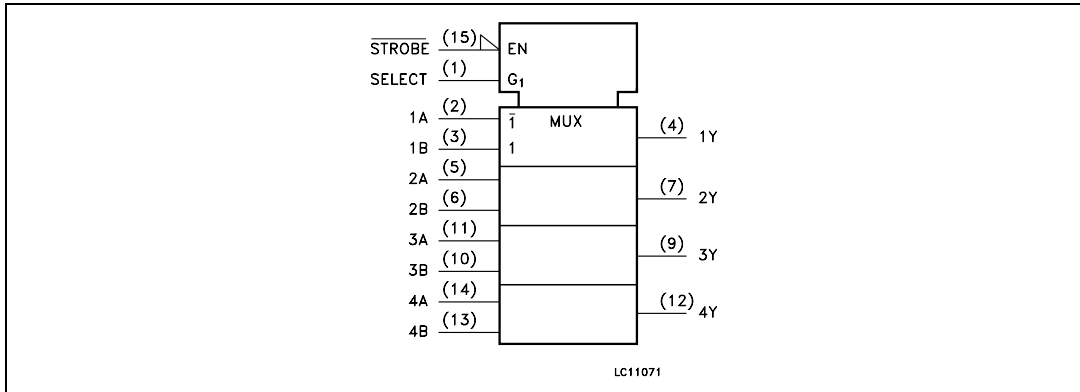 STROBE (15) EN
SELECT (1) G1
1A (2) 1 MUX
(4) 1Y
1B (3) 1
2A (5)
(7) 2Y
2B (6)
3A (11)
(9) 3Y
3B (10)
4A (14)
(12) 4Y
4B (13)
LC11071